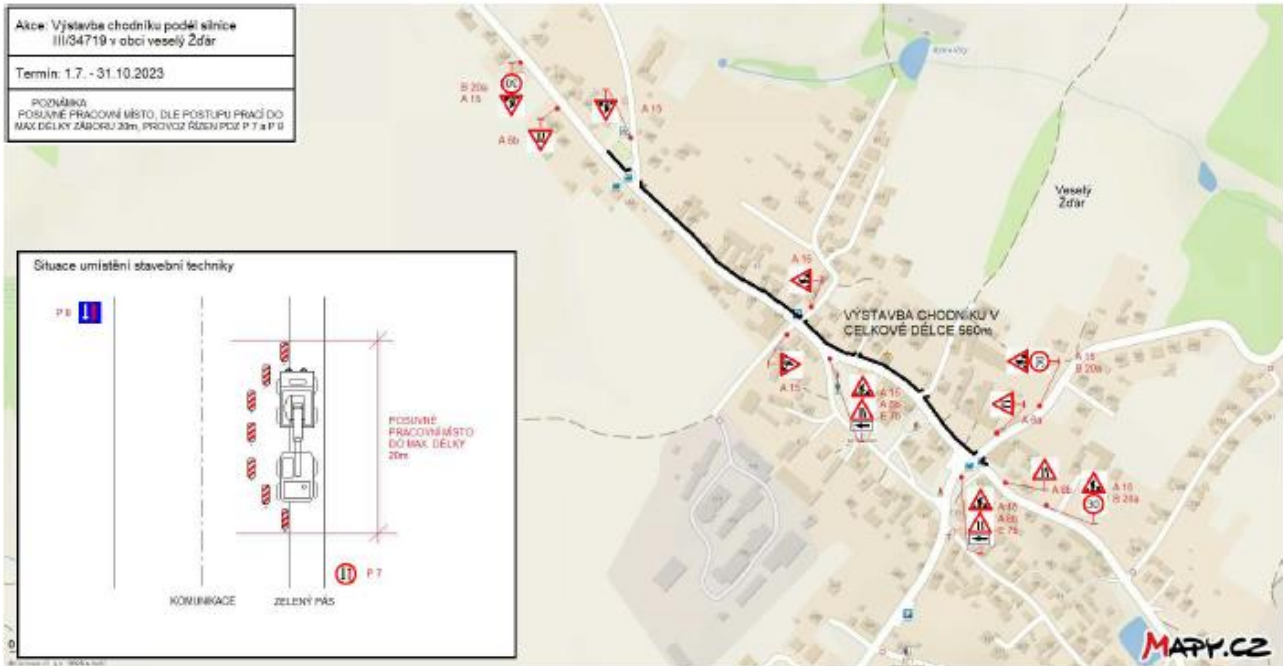 Akce: Výstavba chodníku podél silnice
III/34719 v obci veselý Žďár
Termín: 1.7. - 31.10.2023
POZNÁMKA
POSUVNÉ PRACOVNÍ MÍSTO, DLE POSTUPU PRACÍ DO
MAX DÉLKY ZÁBORU 20m, PROVOZ ŘÍZEN PDZ P 7 a P 8
B 20a
A 15
A 6b
A 15
Veselý
Žďár
A 15
VÝSTAVBA CHODNÍKU V
CELKOVÉ DÉLCE 560m
A 15
A 15
A 6b
E 7b
A 15
B 20a
A 6a
A 6b
A 15
B 20a
30
A 15
A 6b
E 7b
Situace umístění stavební techniky
P 8
POSUVNÉ
PRACOVNÍ MÍSTO
DO MAX. DÉLKY
20m
P 7
KOMUNIKACE
ZELENÝ PÁS
MAPY.CZ